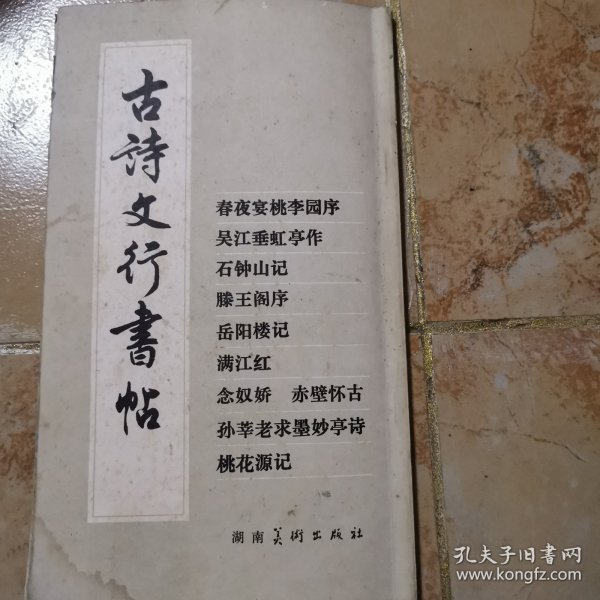 古詩文行書帖
春夜宴桃李园序
吴江垂虹亭作
石钟山记
滕王阁序
岳阳楼记
满江红
念奴娇 赤壁怀古
孙莘老求墨妙亭诗
桃花源记
湖南美術出版社
孔夫子旧书网
www.kongfz.com